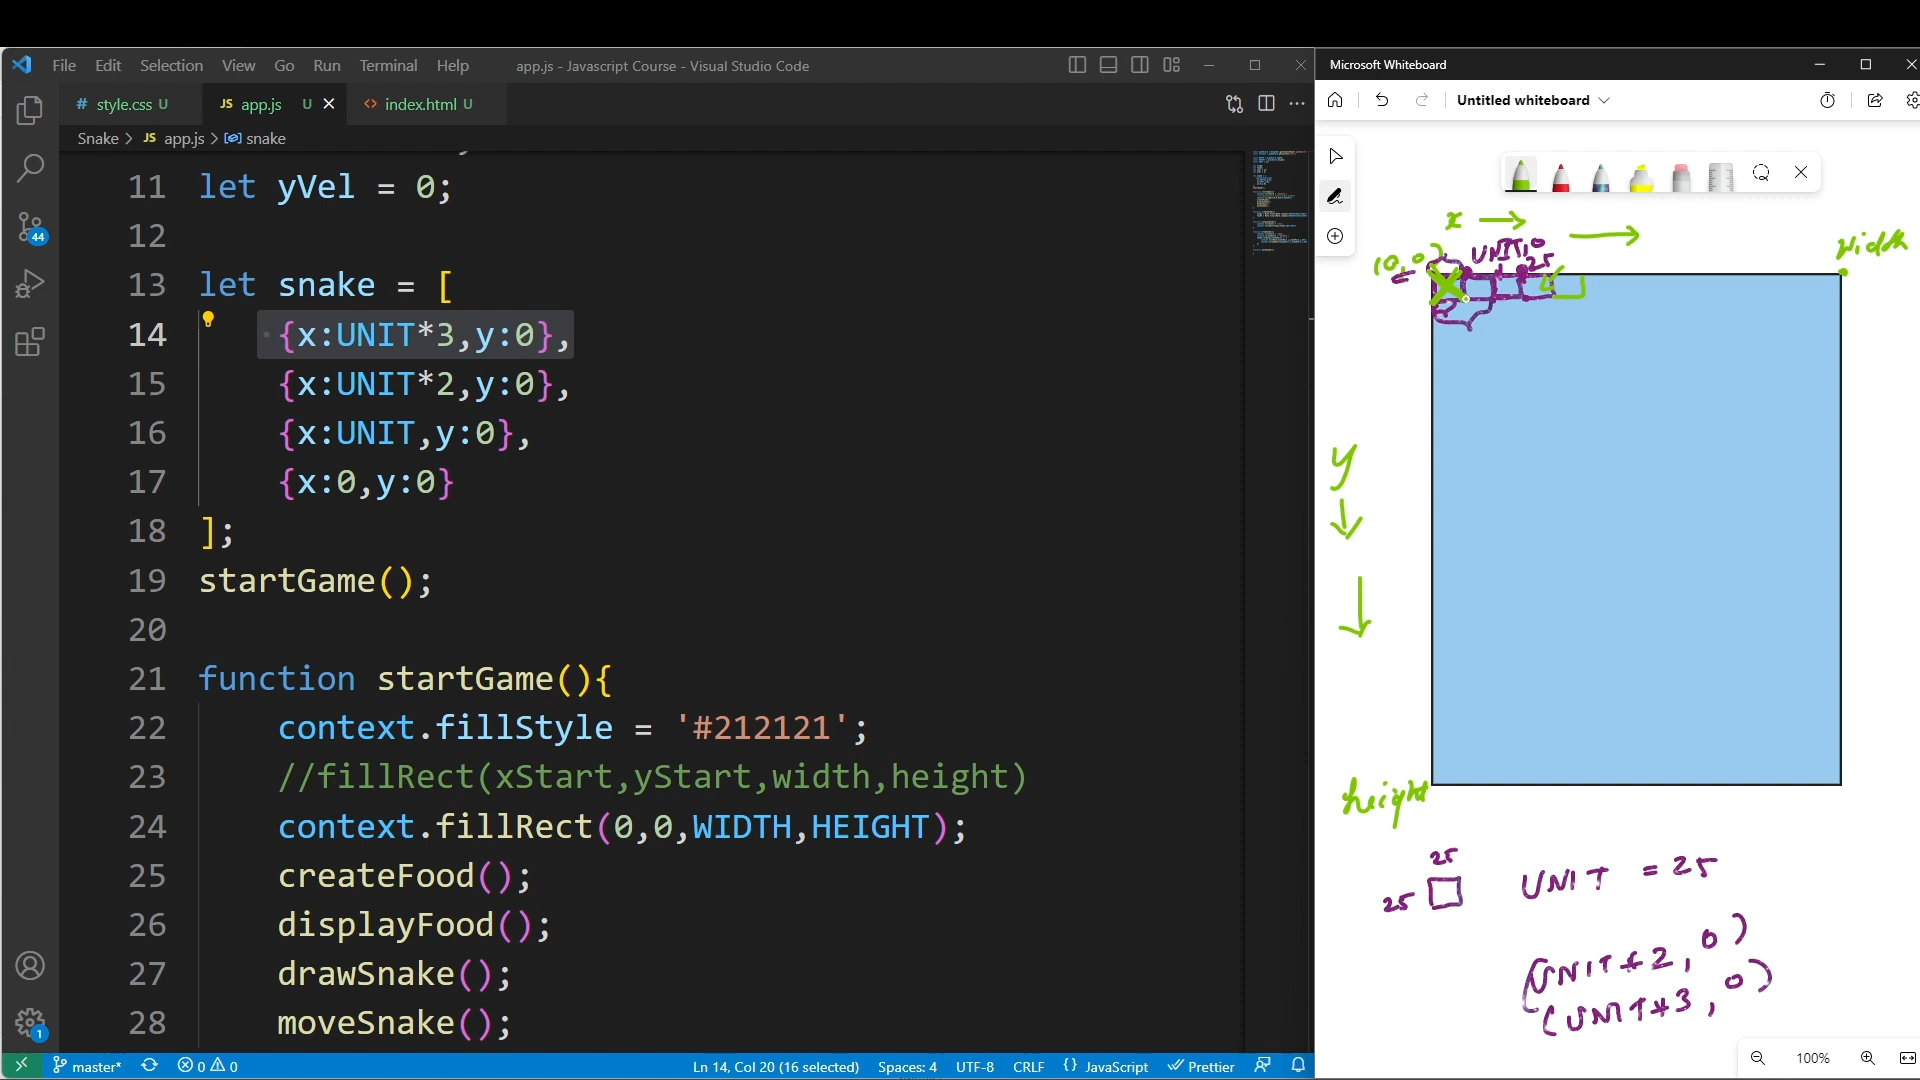 File Edit Selection View Go Run Terminal Help
app.js - Javascript Course - Visual Studio Code
# style.css U
JS app.js U
<> index.html U
Snake > JS app.js > snake
11 let yVel = 0;
12
13 let snake = [
14 {x:UNIT*3,y:0},
15 {x:UNIT*2,y:0},
16 {x:UNIT,y:0},
17 {x:0,y:0}
18 ];
19 startGame();
20
21 function startGame(){
22 context.fillStyle = '#212121';
23 //fillRect(xStart,yStart,width,height)
24 context.fillRect(0,0,WIDTH,HEIGHT);
25 createFood();
26 displayFood();
27 drawSnake();
28 moveSnake();
44
1
master* 0 0 Ln 14, Col 20 (16 selected) Spaces: 4 UTF-8 CRLF {} JavaScript Prettier
Microsoft Whiteboard
Untitled whiteboard
x
width
(0,0)
UNIT,0
25
y
height
25
25
UNIT = 25
(UNIT*2, 0)
(UNIT*3, 0)
100%